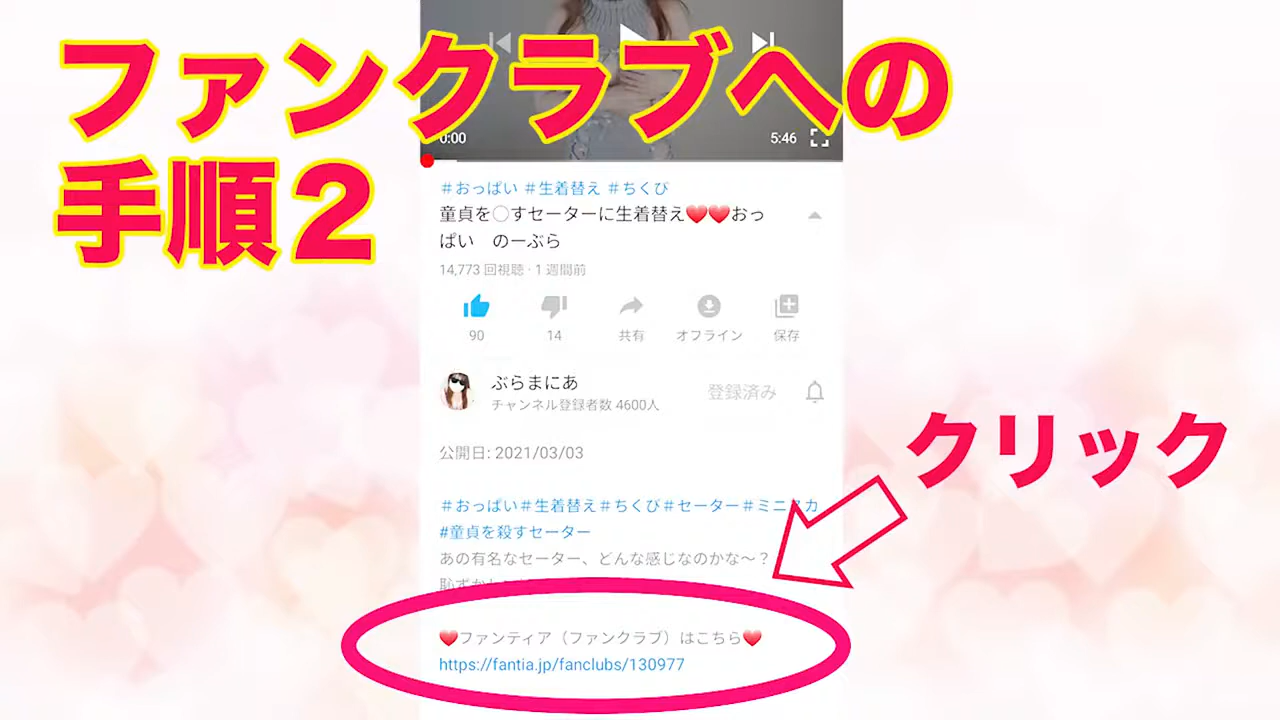 ファンクラブへの
手順２
0:00
5:46
＃おっぱい ＃生着替え ＃ちくび
童貞を〇すセーターに生着替え❤️❤️おっ
ぱい　のーぶら
14,773 回視聴 · 1 週間前
90
14
共有
オフライン
保存
ぶらまにあ
チャンネル登録者数 4600人
登録済み
公開日: 2021/03/03
クリック
＃おっぱい＃生着替え＃ちくび＃セーター＃ミニスカ
#童貞を殺すセーター
あの有名なセーター、どんな感じなのかな〜？
恥ず
❤️ファンティア（ファンクラブ）はこちら❤️
https://fantia.jp/fanclubs/130977